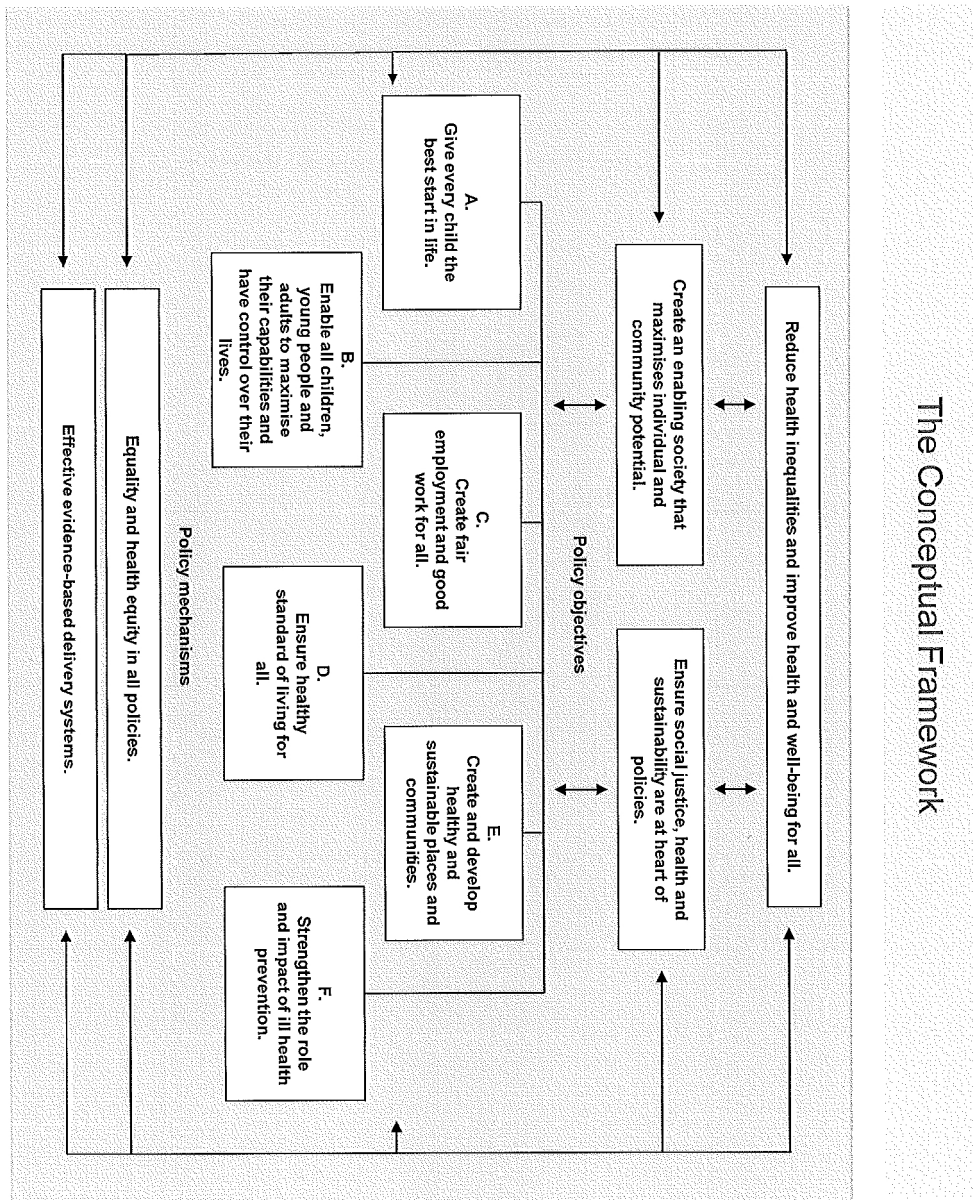 The Conceptual Framework
Reduce health inequalities and improve health and well-being for all.
Create an enabling society that
maximises individual and
community potential.
Ensure social justice, health and
sustainability are at heart of
policies.
Policy objectives
A.
Give every child the
best start in life.
B.
Enable all children,
young people and
adults to maximise
their capabilities and
have control over their
lives.
C.
Create fair
employment and good
work for all.
D.
Ensure healthy
standard of living for
all.
E.
Create and develop
healthy and
sustainable places and
communities.
F.
Strengthen the role
and impact of ill health
prevention.
Policy mechanisms
Equality and health equity in all policies.
Effective evidence-based delivery systems.